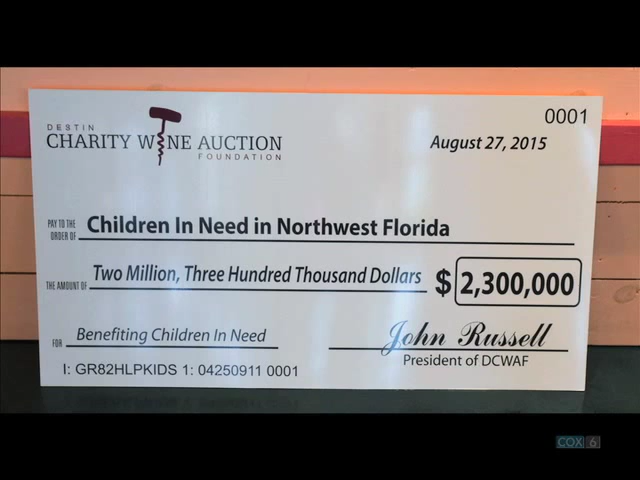 0001
DESTIN
CHARITY WINE AUCTION
FOUNDATION
August 27, 2015
PAY TO THE
ORDER OF
Children In Need in Northwest Florida
THE AMOUNT OF
Two Million, Three Hundred Thousand Dollars
$ 2,300,000
FOR
Benefiting Children In Need
John Russell
President of DCWAF
I: GR82HLPKIDS 1: 04250911 0001
COX 6